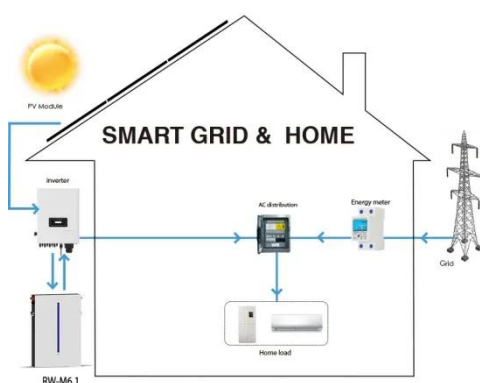 PV Module
SMART GRID & HOME
inverter
AC distribution
Energy meter
Grid
Home load
RW-M6.1